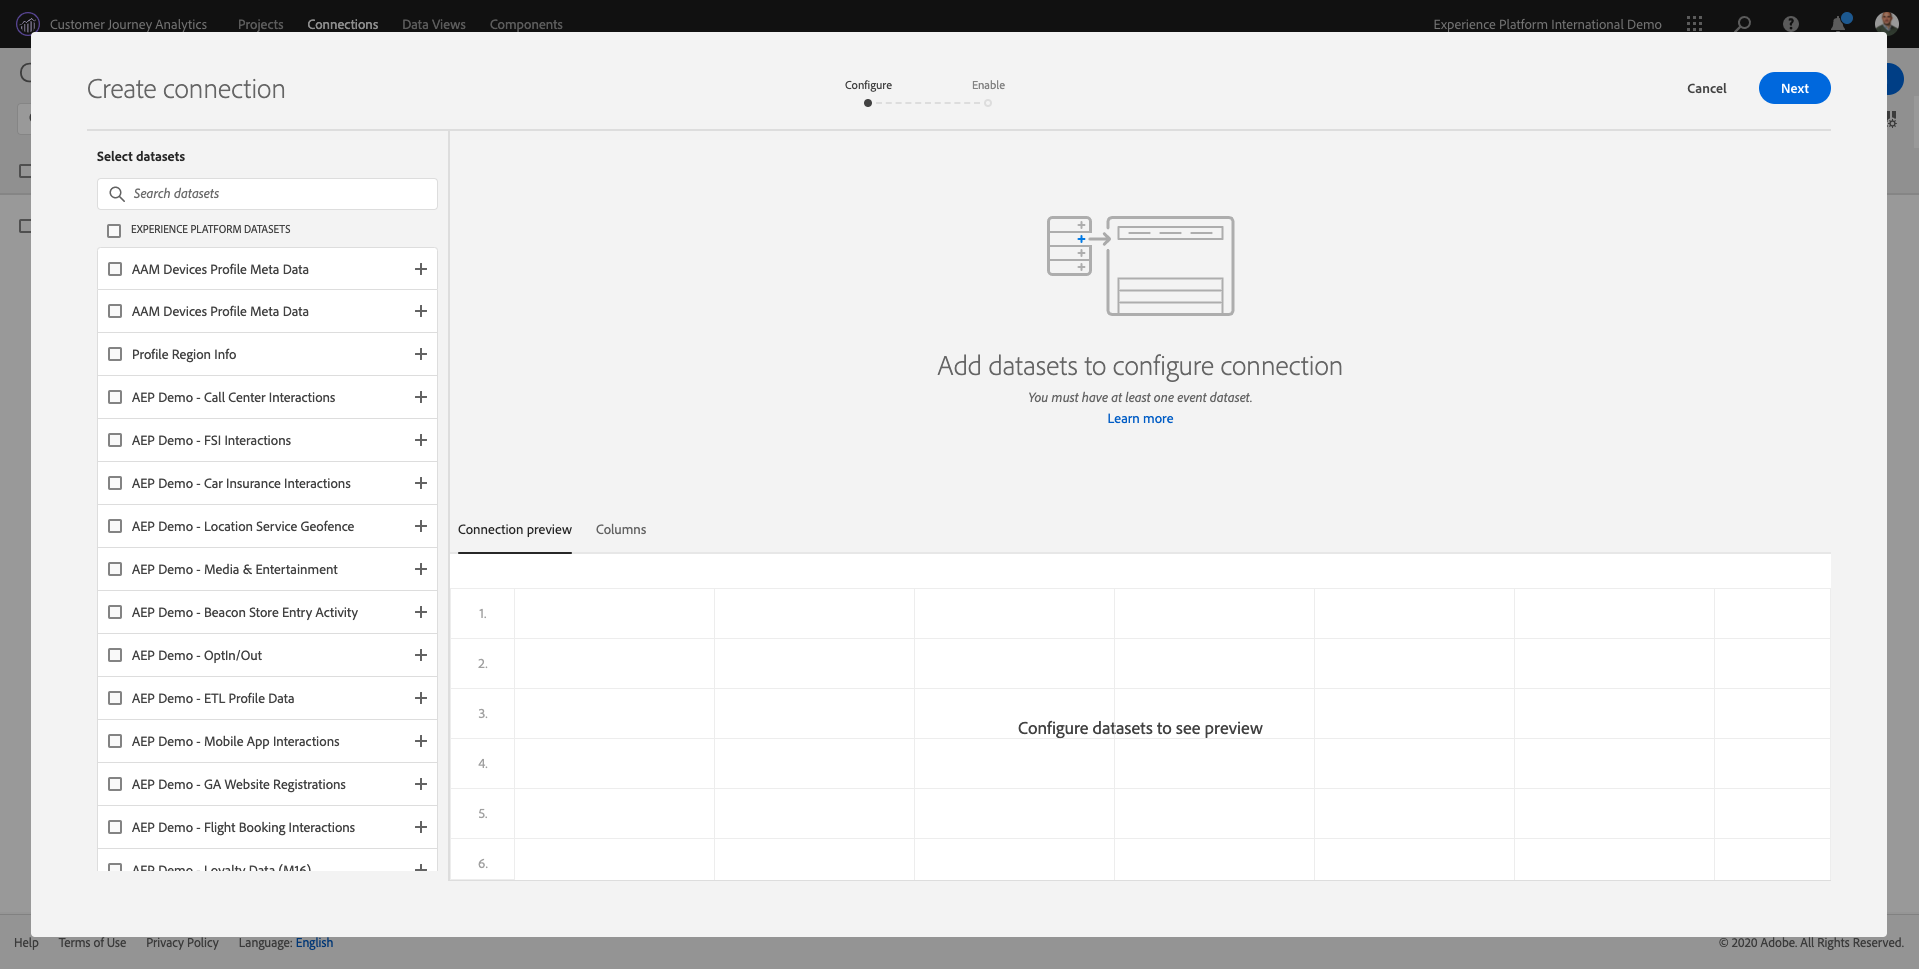 Customer Journey Analytics
Projects
Connections
Data Views
Components
Experience Platform International Demo
Create connection
Configure
Enable
Cancel
Next
Select datasets
Search datasets
EXPERIENCE PLATFORM DATASETS
AAM Devices Profile Meta Data
AAM Devices Profile Meta Data
Profile Region Info
AEP Demo - Call Center Interactions
AEP Demo - FSI Interactions
AEP Demo - Car Insurance Interactions
AEP Demo - Location Service Geofence
AEP Demo - Media & Entertainment
AEP Demo - Beacon Store Entry Activity
AEP Demo - OptIn/Out
AEP Demo - ETL Profile Data
AEP Demo - Mobile App Interactions
AEP Demo - GA Website Registrations
AEP Demo - Flight Booking Interactions
AEP Demo - Loyalty Data (M16)
Add datasets to configure connection
You must have at least one event dataset.
Learn more
Connection preview
Columns
1.
2.
3.
Configure datasets to see preview
4.
5.
6.
Help
Terms of Use
Privacy Policy
Language: English
© 2020 Adobe. All Rights Reserved.